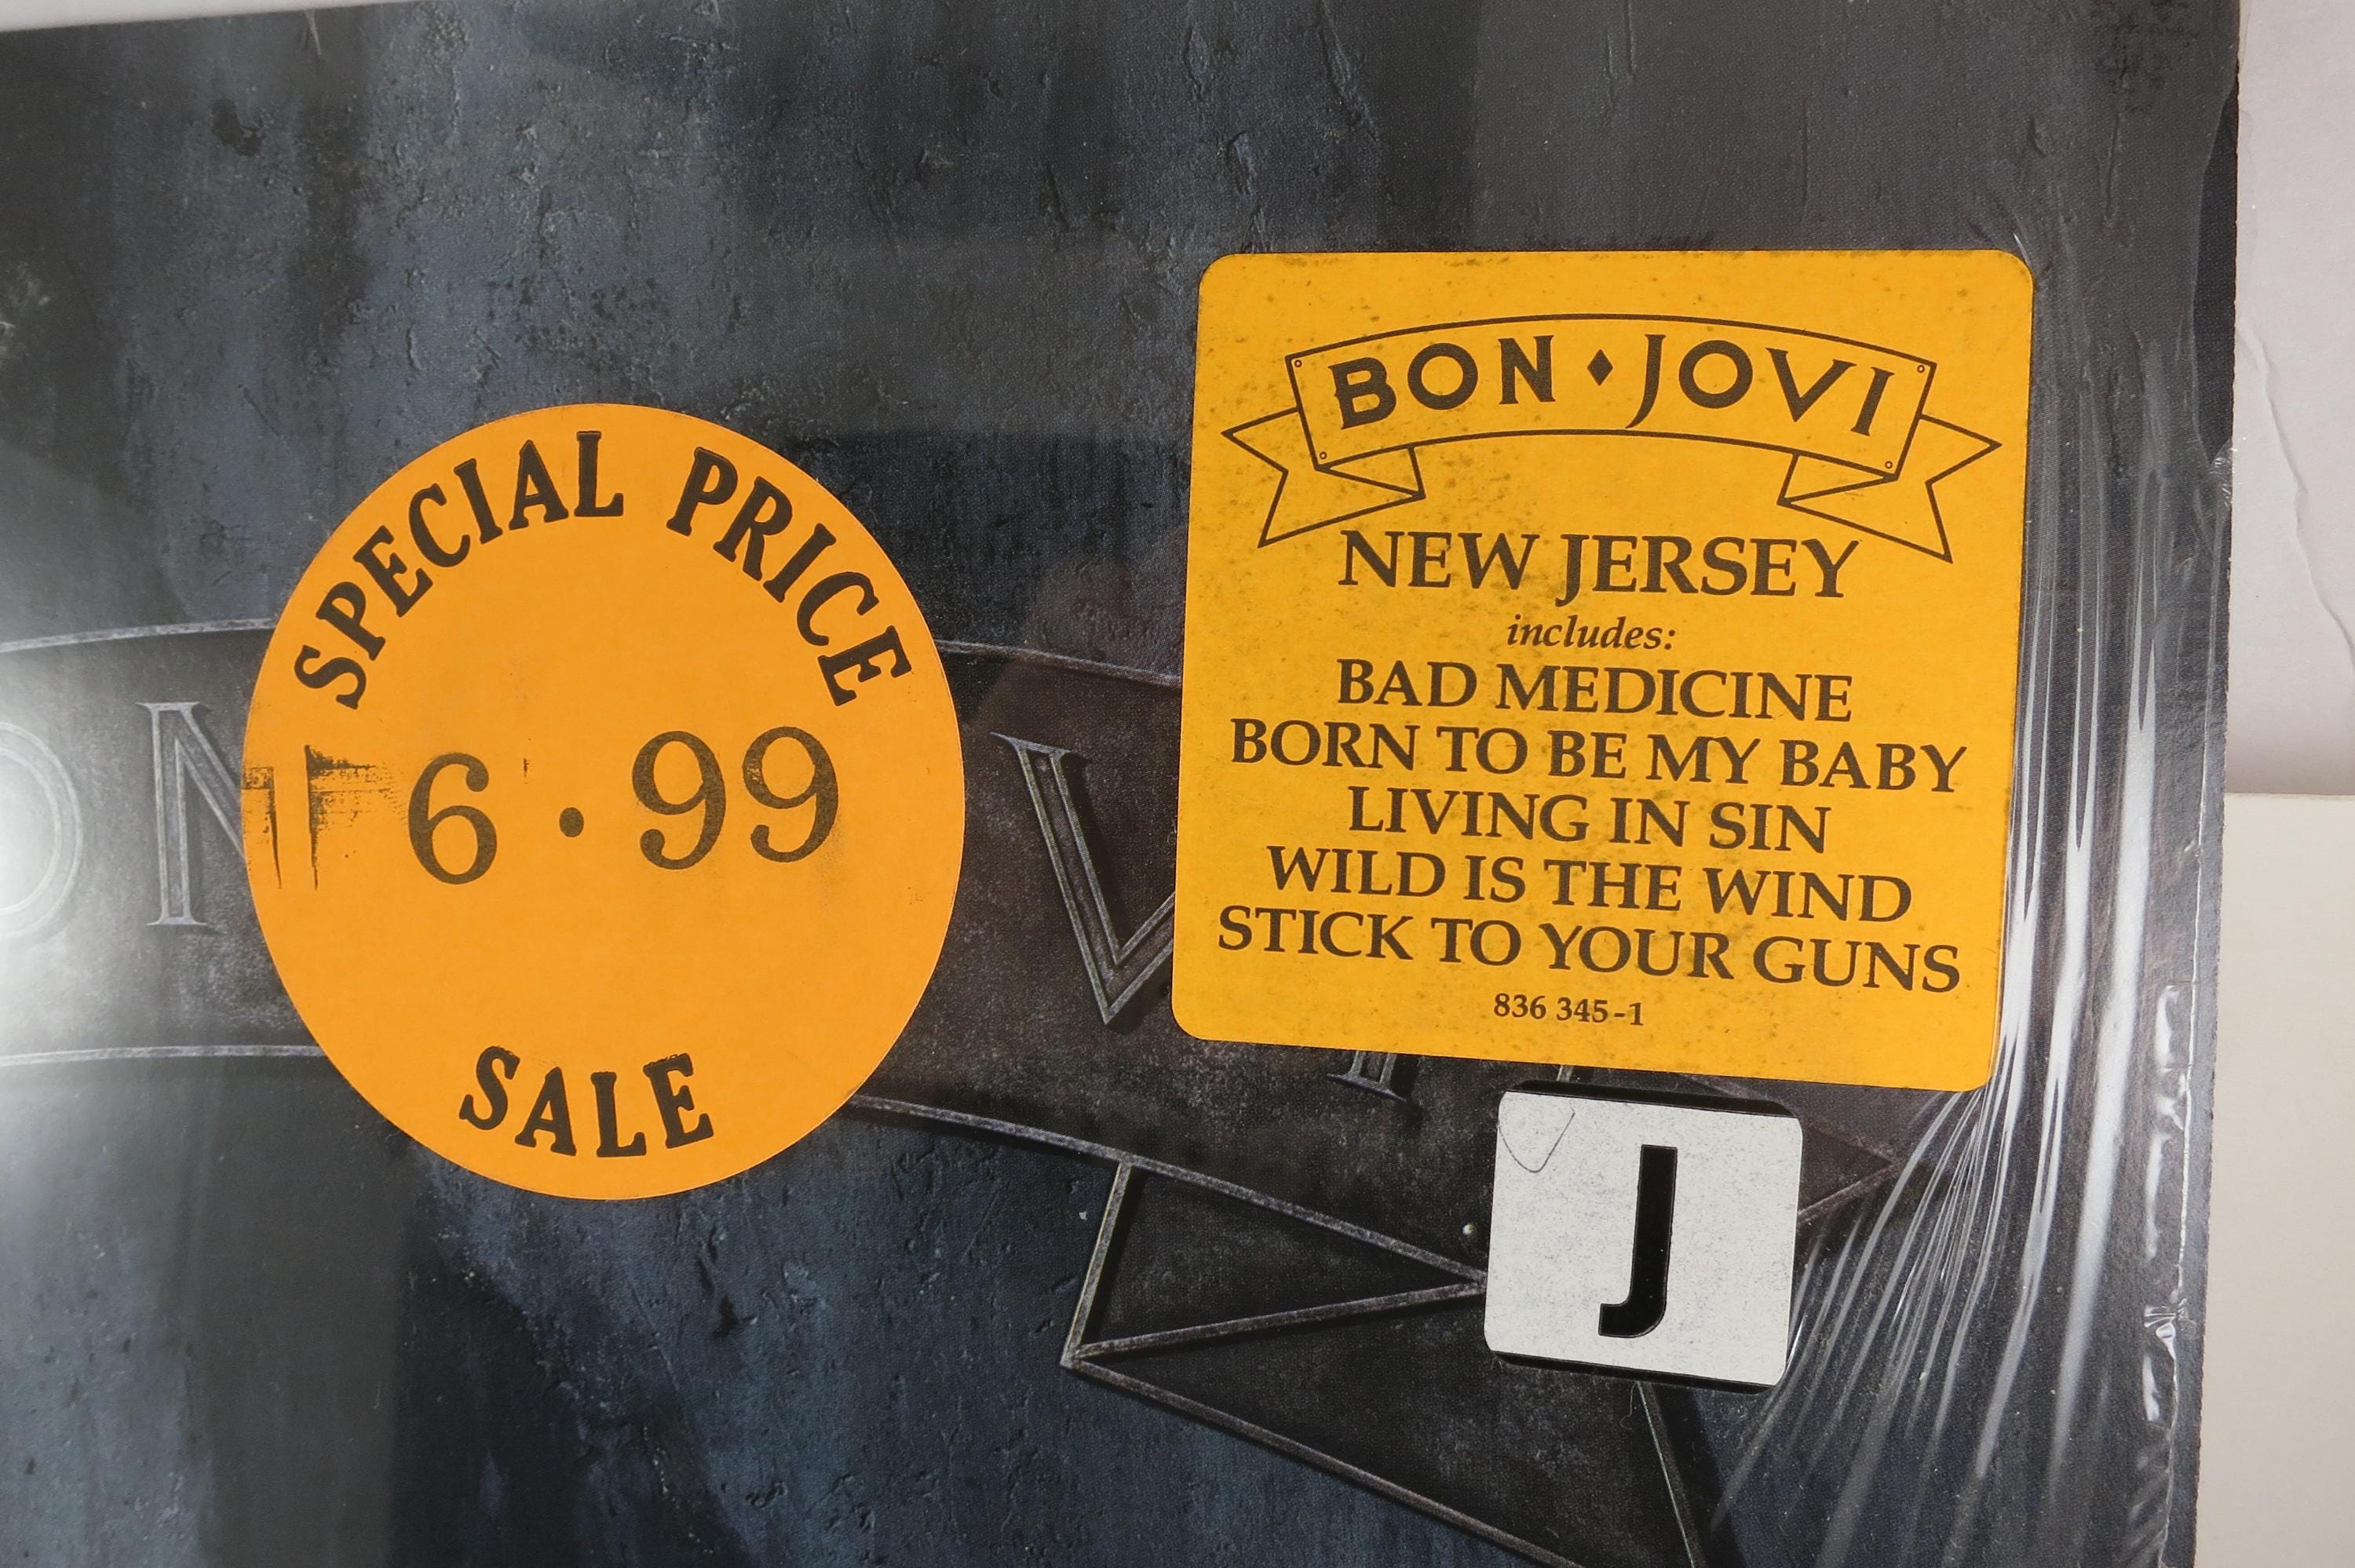 SPECIAL PRICE
6.99
SALE
BON♦JOVI
NEW JERSEY
includes:
BAD MEDICINE
BORN TO BE MY BABY
LIVING IN SIN
WILD IS THE WIND
STICK TO YOUR GUNS
836 345-1
J
ON
V